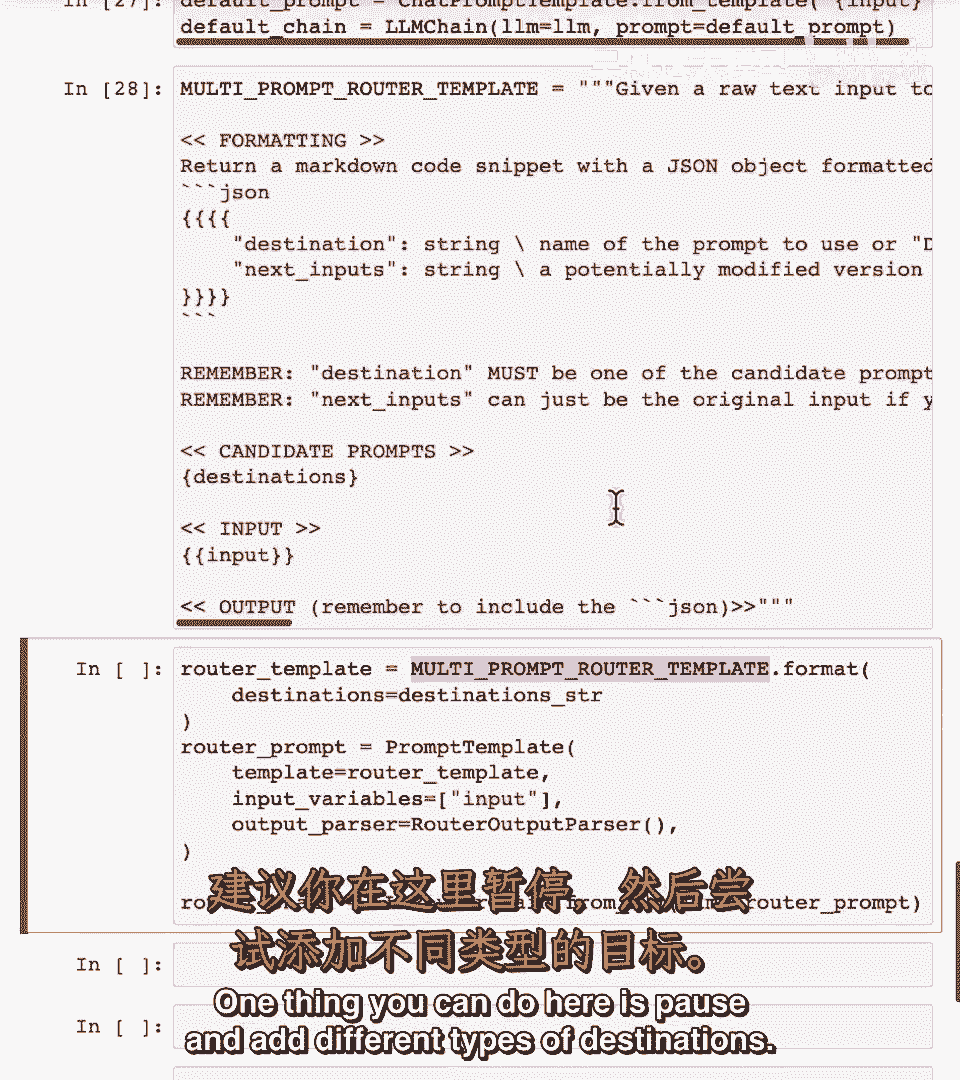 In [27]: default_prompt = ChatPromptTemplate.from_template("{input}
default_chain = LLMChain(llm=llm, prompt=default_prompt)
In [28]: MULTI_PROMPT_ROUTER_TEMPLATE = """Given a raw text input to
<< FORMATTING >>
Return a markdown code snippet with a JSON object formatted
```json
{{{{
    "destination": string \ name of the prompt to use or "D
    "next_inputs": string \ a potentially modified version
}}}}
```
REMEMBER: "destination" MUST be one of the candidate prompt
REMEMBER: "next_inputs" can just be the original input if y
<< CANDIDATE PROMPTS >>
{destinations}
<< INPUT >>
{{input}}
<< OUTPUT (remember to include the ```json)>>"""
In [ ]: router_template = MULTI_PROMPT_ROUTER_TEMPLATE.format(
    destinations=destinations_str
)
router_prompt = PromptTemplate(
    template=router_template,
    input_variables=["input"],
    output_parser=RouterOutputParser(),
)
router_prompt)
建议你在这里暂停，然后尝
试添加不同类型的目标。
In [ ]:
One thing you can do here is pause
In [ ]:
and add different types of destinations.